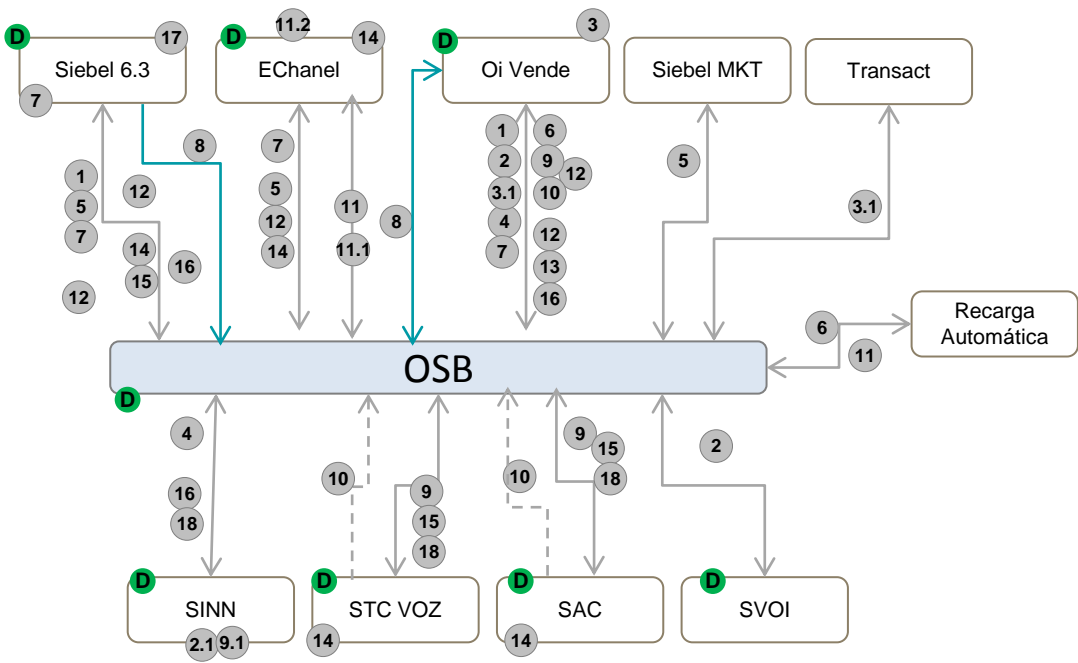 D
11.2
3
17
D
14
D
Siebel 6.3
EChanel
Oi Vende
Siebel MKT
Transact
7
1
6
8
7
5
1
12
2
9
12
5
5
3.1
10
11
3.1
7
12
8
4
12
14
15
16
14
11.1
7
13
12
16
Recarga
Automática
6
11
OSB
D
4
9
15
2
10
10
18
16
9
18
15
18
D
D
D
D
SINN
STC VOZ
SAC
SVOI
2.1
9.1
14
14